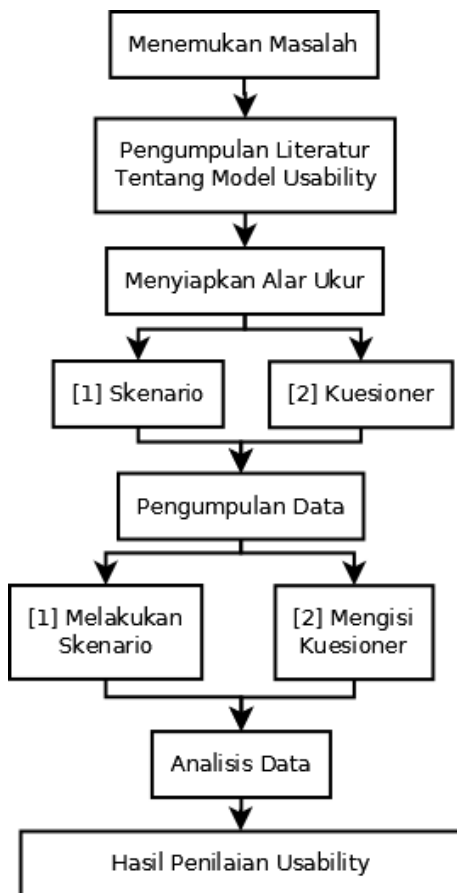 Menemukan Masalah
Pengumpulan Literatur
Tentang Model Usability
Menyiapkan Alar Ukur
[1] Skenario
[2] Kuesioner
Pengumpulan Data
[1] Melakukan
Skenario
[2] Mengisi
Kuesioner
Analisis Data
Hasil Penilaian Usability